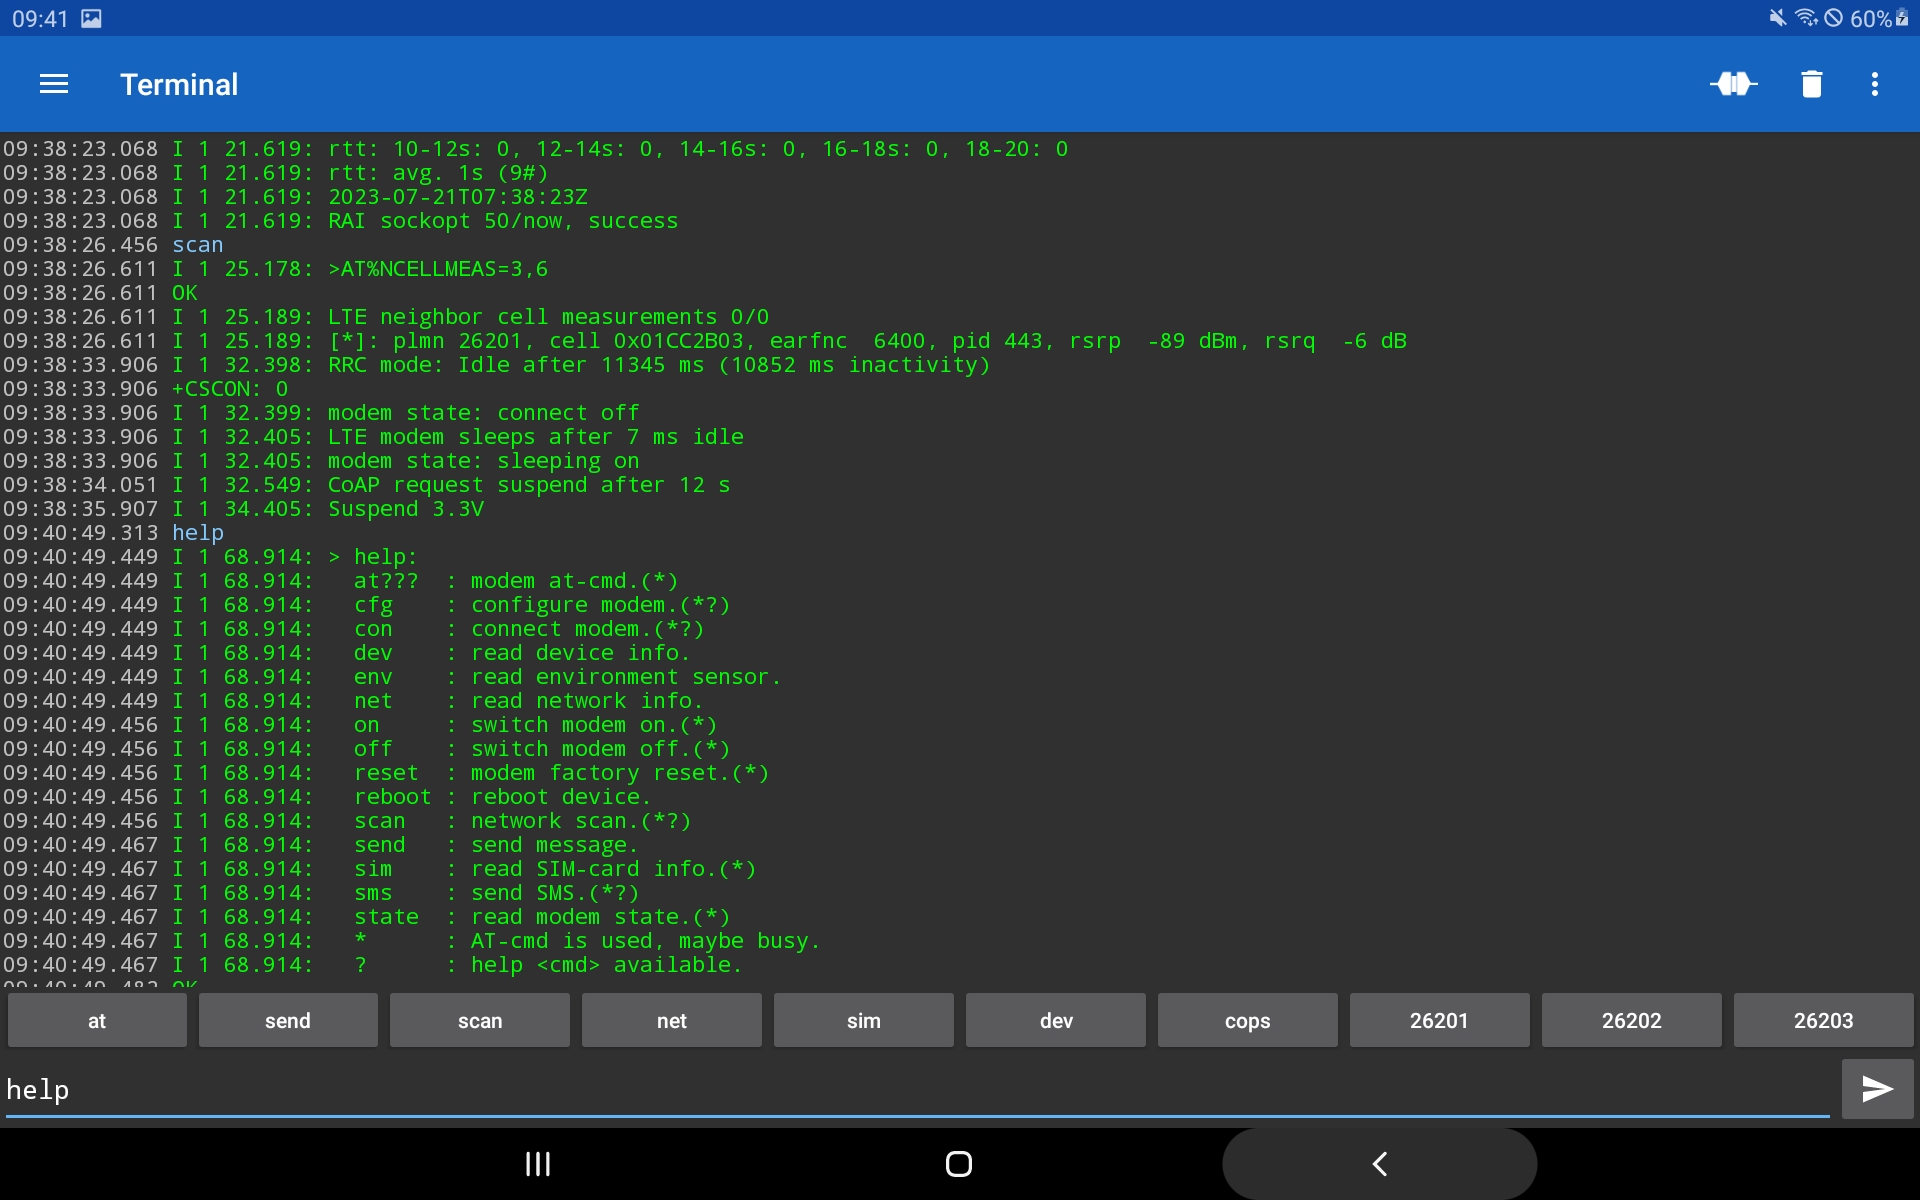 09:41 60%
Terminal
09:38:23.068 I 1 21.619: rtt: 10-12s: 0, 12-14s: 0, 14-16s: 0, 16-18s: 0, 18-20: 0
09:38:23.068 I 1 21.619: rtt: avg. 1s (9#)
09:38:23.068 I 1 21.619: 2023-07-21T07:38:23Z
09:38:23.068 I 1 21.619: RAI sockopt 50/now, success
09:38:26.456 scan
09:38:26.611 I 1 25.178: >AT%NCELLMEAS=3,6
09:38:26.611 OK
09:38:26.611 I 1 25.189: LTE neighbor cell measurements 0/0
09:38:26.611 I 1 25.189: [*]: plmn 26201, cell 0x01CC2B03, earfnc  6400, pid 443, rsrp  -89 dBm, rsrq  -6 dB
09:38:33.906 I 1 32.398: RRC mode: Idle after 11345 ms (10852 ms inactivity)
09:38:33.906 +CSCON: 0
09:38:33.906 I 1 32.399: modem state: connect off
09:38:33.906 I 1 32.405: LTE modem sleeps after 7 ms idle
09:38:33.906 I 1 32.405: modem state: sleeping on
09:38:34.051 I 1 32.549: CoAP request suspend after 12 s
09:38:35.907 I 1 34.405: Suspend 3.3V
09:40:49.313 help
09:40:49.449 I 1 68.914: > help:
09:40:49.449 I 1 68.914:   at???  : modem at-cmd.(*)
09:40:49.449 I 1 68.914:   cfg    : configure modem.(*?)
09:40:49.449 I 1 68.914:   con    : connect modem.(*?)
09:40:49.449 I 1 68.914:   dev    : read device info.
09:40:49.449 I 1 68.914:   env    : read environment sensor.
09:40:49.449 I 1 68.914:   net    : read network info.
09:40:49.456 I 1 68.914:   on     : switch modem on.(*)
09:40:49.456 I 1 68.914:   off    : switch modem off.(*)
09:40:49.456 I 1 68.914:   reset  : modem factory reset.(*)
09:40:49.456 I 1 68.914:   reboot : reboot device.
09:40:49.456 I 1 68.914:   scan   : network scan.(*?)
09:40:49.467 I 1 68.914:   send   : send message.
09:40:49.467 I 1 68.914:   sim    : read SIM-card info.(*)
09:40:49.467 I 1 68.914:   sms    : send SMS.(*?)
09:40:49.467 I 1 68.914:   state  : read modem state.(*)
09:40:49.467 I 1 68.914:   *      : AT-cmd is used, maybe busy.
09:40:49.467 I 1 68.914:   ?      : help <cmd> available.
at send scan net sim dev cops 26201 26202 26203
help